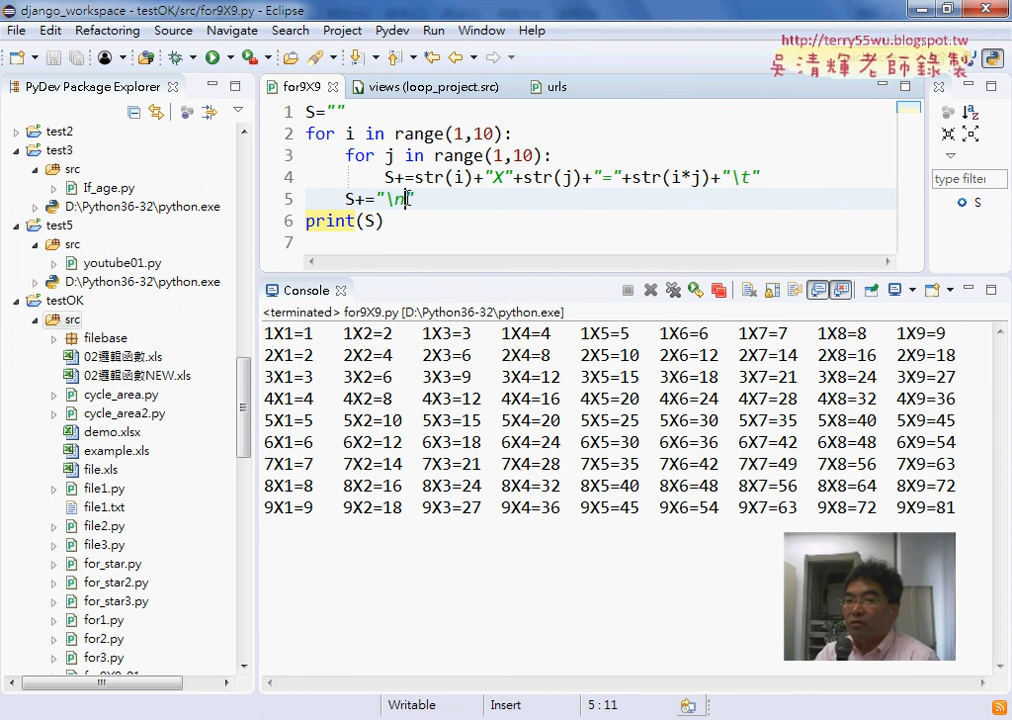 django_workspace - testOK/src/for9X9.py - Eclipse
File Edit Refactoring Source Navigate Search Project Pydev Run Window Help
http://terry55wu.blogspot.tw
吳清輝老師錄製
PyDev Package Explorer
test2
test3
src
If_age.py
D:\Python36-32\python.exe
test5
src
youtube01.py
D:\Python36-32\python.exe
testOK
src
filebase
02邏輯函數.xls
02邏輯函數NEW.xls
cycle_area.py
cycle_area2.py
demo.xlsx
example.xls
file.xls
file1.py
file1.txt
file2.py
file3.py
for_star.py
for_star2.py
for_star3.py
for1.py
for2.py
for3.py
for9X9 views (loop_project.src) urls
1 S=""
2 for i in range(1,10):
3 for j in range(1,10):
4 S+=str(i)+"X"+str(j)+"="+str(i*j)+"\t"
5 S+="\n"
6 print(S)
7
type filter
S
Console
<terminated> for9X9.py [D:\Python36-32\python.exe]
1X1=1 1X2=2 1X3=3 1X4=4 1X5=5 1X6=6 1X7=7 1X8=8 1X9=9
2X1=2 2X2=4 2X3=6 2X4=8 2X5=10 2X6=12 2X7=14 2X8=16 2X9=18
3X1=3 3X2=6 3X3=9 3X4=12 3X5=15 3X6=18 3X7=21 3X8=24 3X9=27
4X1=4 4X2=8 4X3=12 4X4=16 4X5=20 4X6=24 4X7=28 4X8=32 4X9=36
5X1=5 5X2=10 5X3=15 5X4=20 5X5=25 5X6=30 5X7=35 5X8=40 5X9=45
6X1=6 6X2=12 6X3=18 6X4=24 6X5=30 6X6=36 6X7=42 6X8=48 6X9=54
7X1=7 7X2=14 7X3=21 7X4=28 7X5=35 7X6=42 7X7=49 7X8=56 7X9=63
8X1=8 8X2=16 8X3=24 8X4=32 8X5=40 8X6=48 8X7=56 8X8=64 8X9=72
9X1=9 9X2=18 9X3=27 9X4=36 9X5=45 9X6=54 9X7=63 9X8=72 9X9=81
Writable Insert 5 : 11